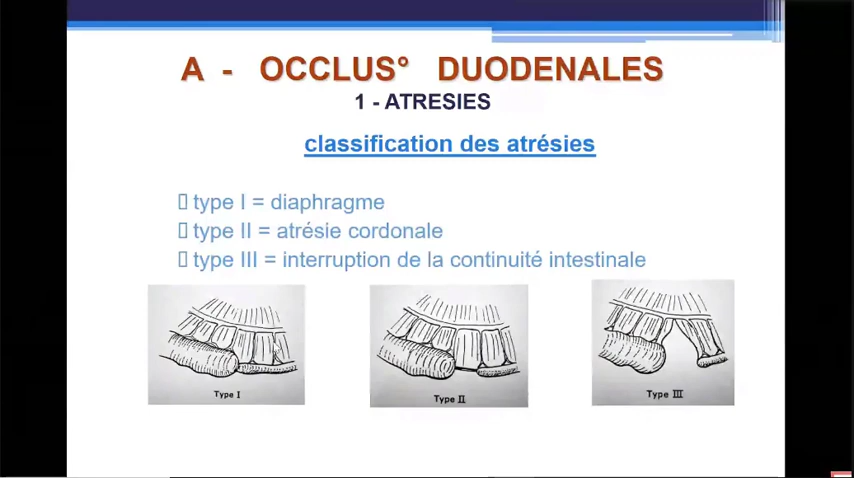 A - OCCLUS° DUODENALES
1 - ATRESIES
classification des atrésies
type I = diaphragme
type II = atrésie cordonale
type III = interruption de la continuité intestinale
Type I
Type II
Type III